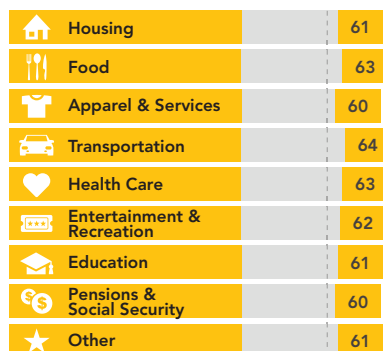 Housing 61
Food 63
Apparel & Services 60
Transportation 64
Health Care 63
Entertainment &
Recreation 62
Education 61
Pensions &
Social Security 60
Other 61